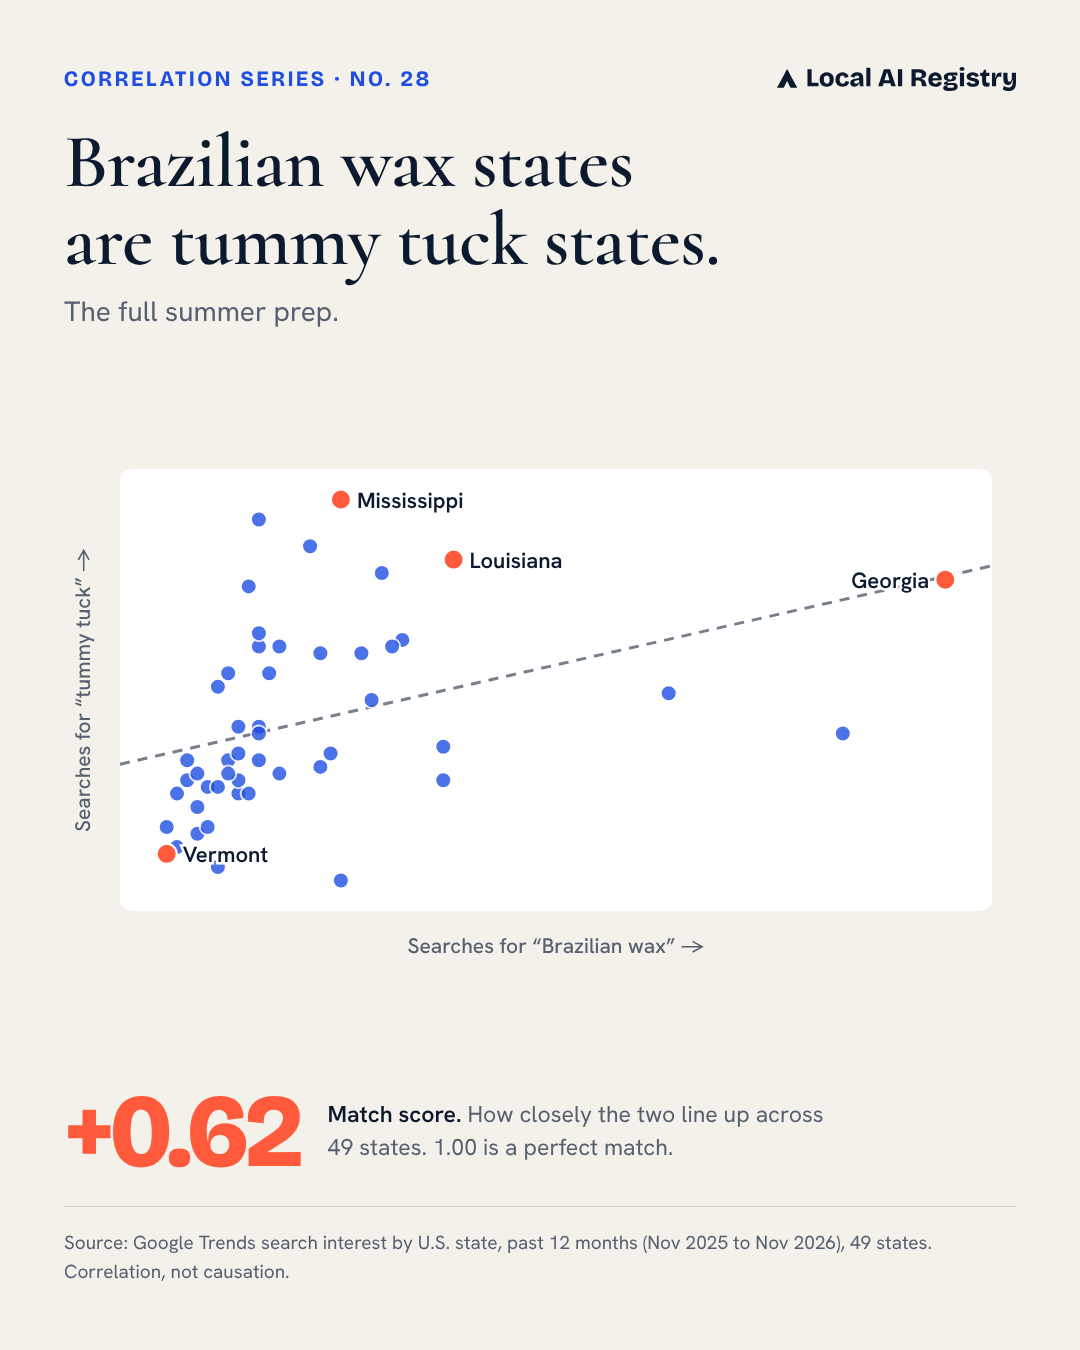 CORRELATION SERIES · NO. 28
Local AI Registry
Brazilian wax states
are tummy tuck states.
The full summer prep.
Mississippi
Louisiana
Georgia
Vermont
Searches for “tummy tuck” →
Searches for “Brazilian wax” →
+0.62
Match score. How closely the two line up across
49 states. 1.00 is a perfect match.
Source: Google Trends search interest by U.S. state, past 12 months (Nov 2025 to Nov 2026), 49 states.
Correlation, not causation.